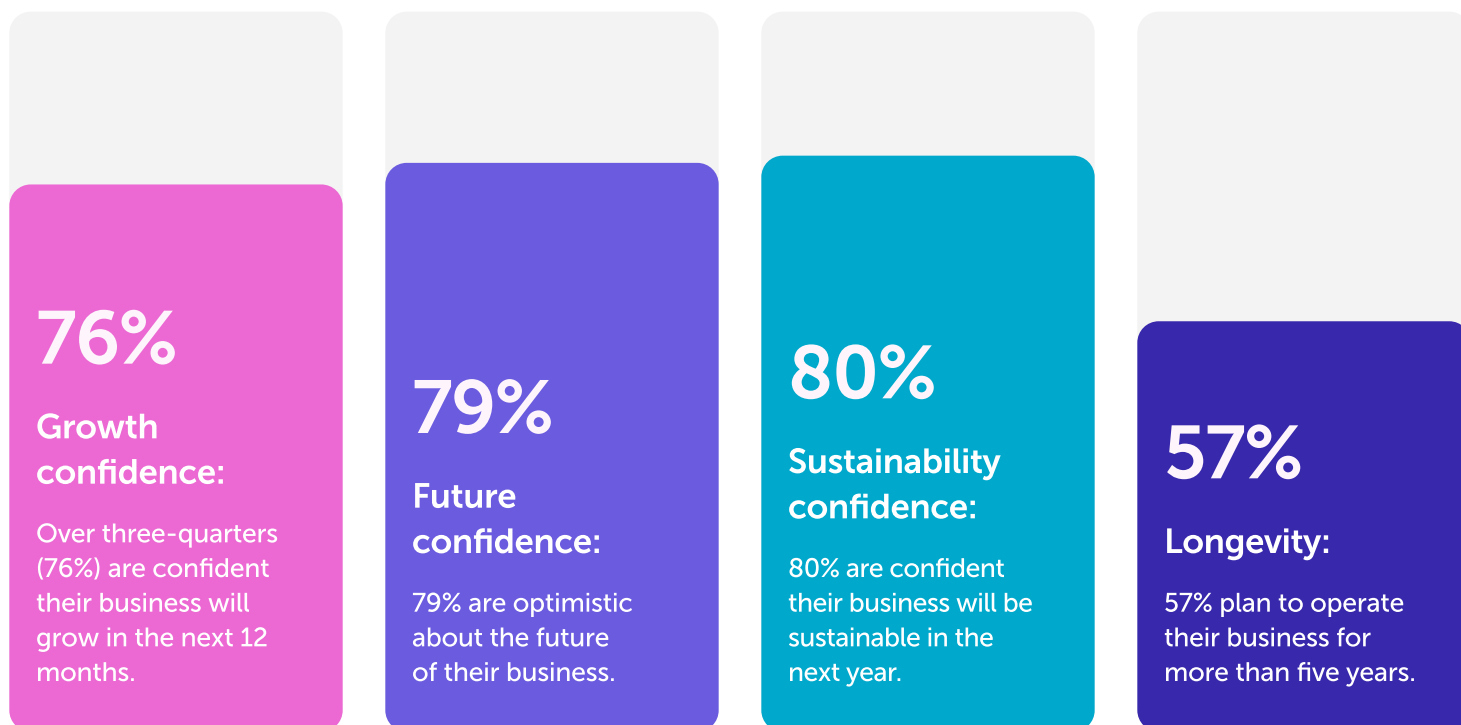 76%
Growth
confidence:
Over three-quarters
(76%) are confident
their business will
grow in the next 12
months.
79%
Future
confidence:
79% are optimistic
about the future
of their business.
80%
Sustainability
confidence:
80% are confident
their business will be
sustainable in the
next year.
57%
Longevity:
57% plan to operate
their business for
more than five years.